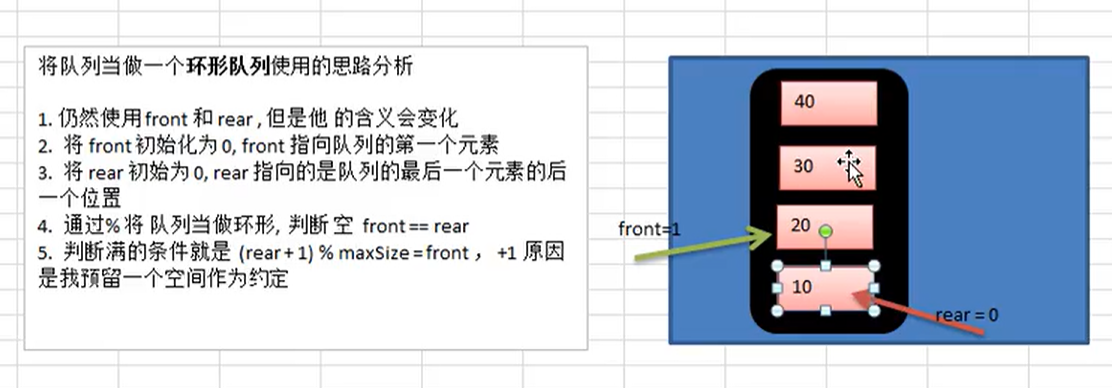 将队列当做一个环形队列使用的思路分析
1. 仍然使用 front 和 rear , 但是他 的含义会变化
2. 将 front 初始化为 0, front 指向队列的第一个元素
3. 将 rear 初始为 0, rear 指向的是队列的最后一个元素的后
一个位置
4. 通过% 将 队列当做环形, 判断 空 front == rear
5. 判断满的条件就是 (rear + 1) % maxSize = front ， +1 原因
是我预留一个空间作为约定
40
30
20
front=1
10
rear = 0